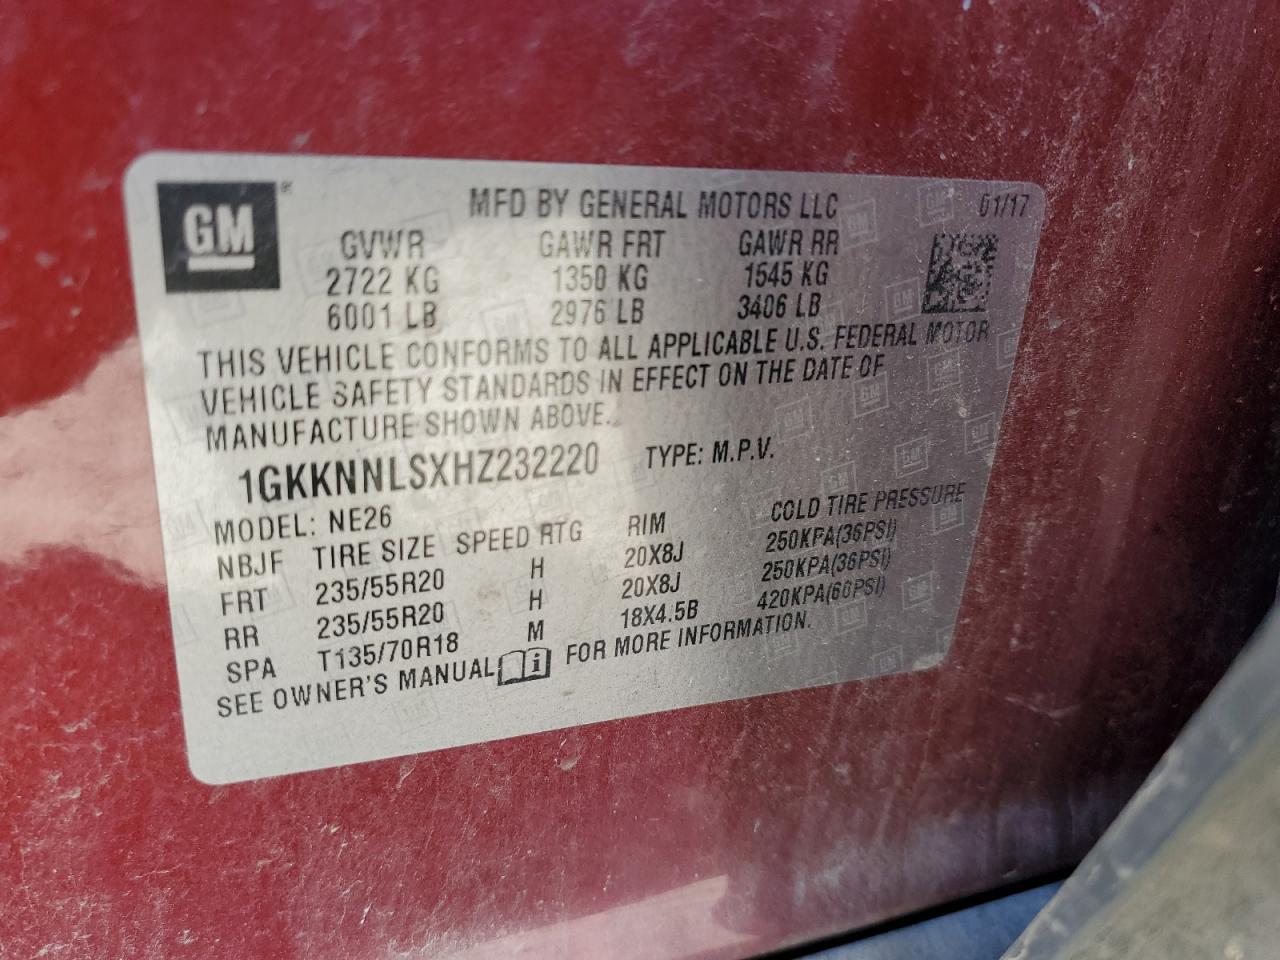 GM ®
MFD BY GENERAL MOTORS LLC 01/17
GVWR GAWR FRT GAWR RR
2722 KG 1350 KG 1545 KG
6001 LB 2976 LB 3406 LB
THIS VEHICLE CONFORMS TO ALL APPLICABLE U.S. FEDERAL MOTOR
VEHICLE SAFETY STANDARDS IN EFFECT ON THE DATE OF
MANUFACTURE SHOWN ABOVE.
1GKKNNLSXHZ232220 TYPE: M.P.V.
MODEL: NE26
NBJF TIRE SIZE SPEED RTG RIM COLD TIRE PRESSURE
FRT 235/55R20 H 20X8J 250KPA(36PSI)
RR 235/55R20 H 20X8J 250KPA(36PSI)
SPA T135/70R18 M 18X4.5B 420KPA(60PSI)
SEE OWNER'S MANUAL i FOR MORE INFORMATION.